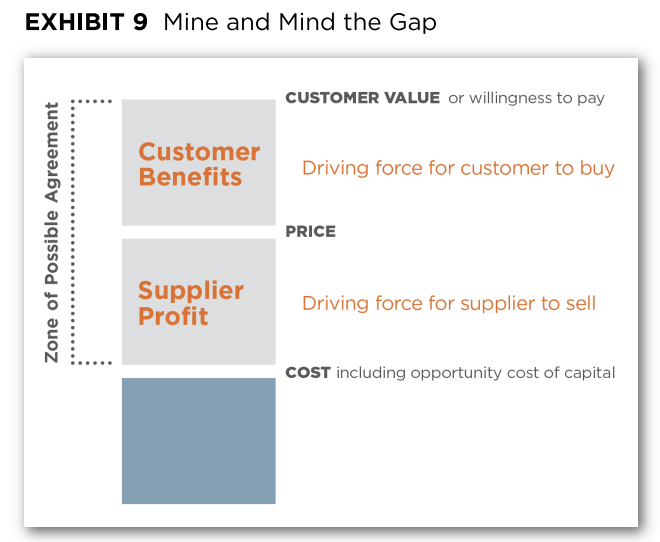 EXHIBIT 9 Mine and Mind the Gap
Zone of Possible Agreement
CUSTOMER VALUE or willingness to pay
Customer
Benefits
Driving force for customer to buy
PRICE
Supplier
Profit
Driving force for supplier to sell
COST including opportunity cost of capital